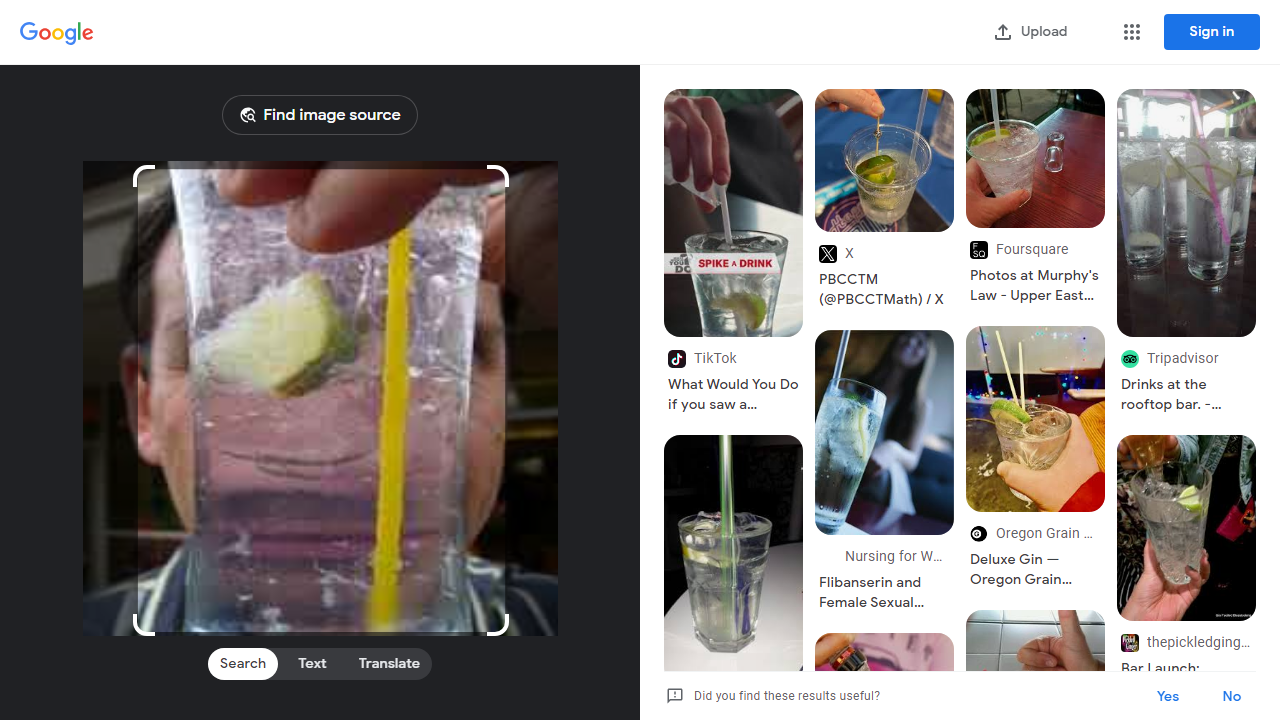 Google
Upload
Sign in
Find image source
Search
Text
Translate
SPIKE A DRINK
TikTok
What Would You Do
if you saw a...
X
PBCCTM
(@PBCCTMath) / X
Nursing for W...
Flibanserin and
Female Sexual...
Foursquare
Photos at Murphy's
Law - Upper East...
Oregon Grain ...
Deluxe Gin —
Oregon Grain...
Tripadvisor
Drinks at the
rooftop bar. -...
thepickledging...
Bar Launch:
Did you find these results useful?
Yes
No